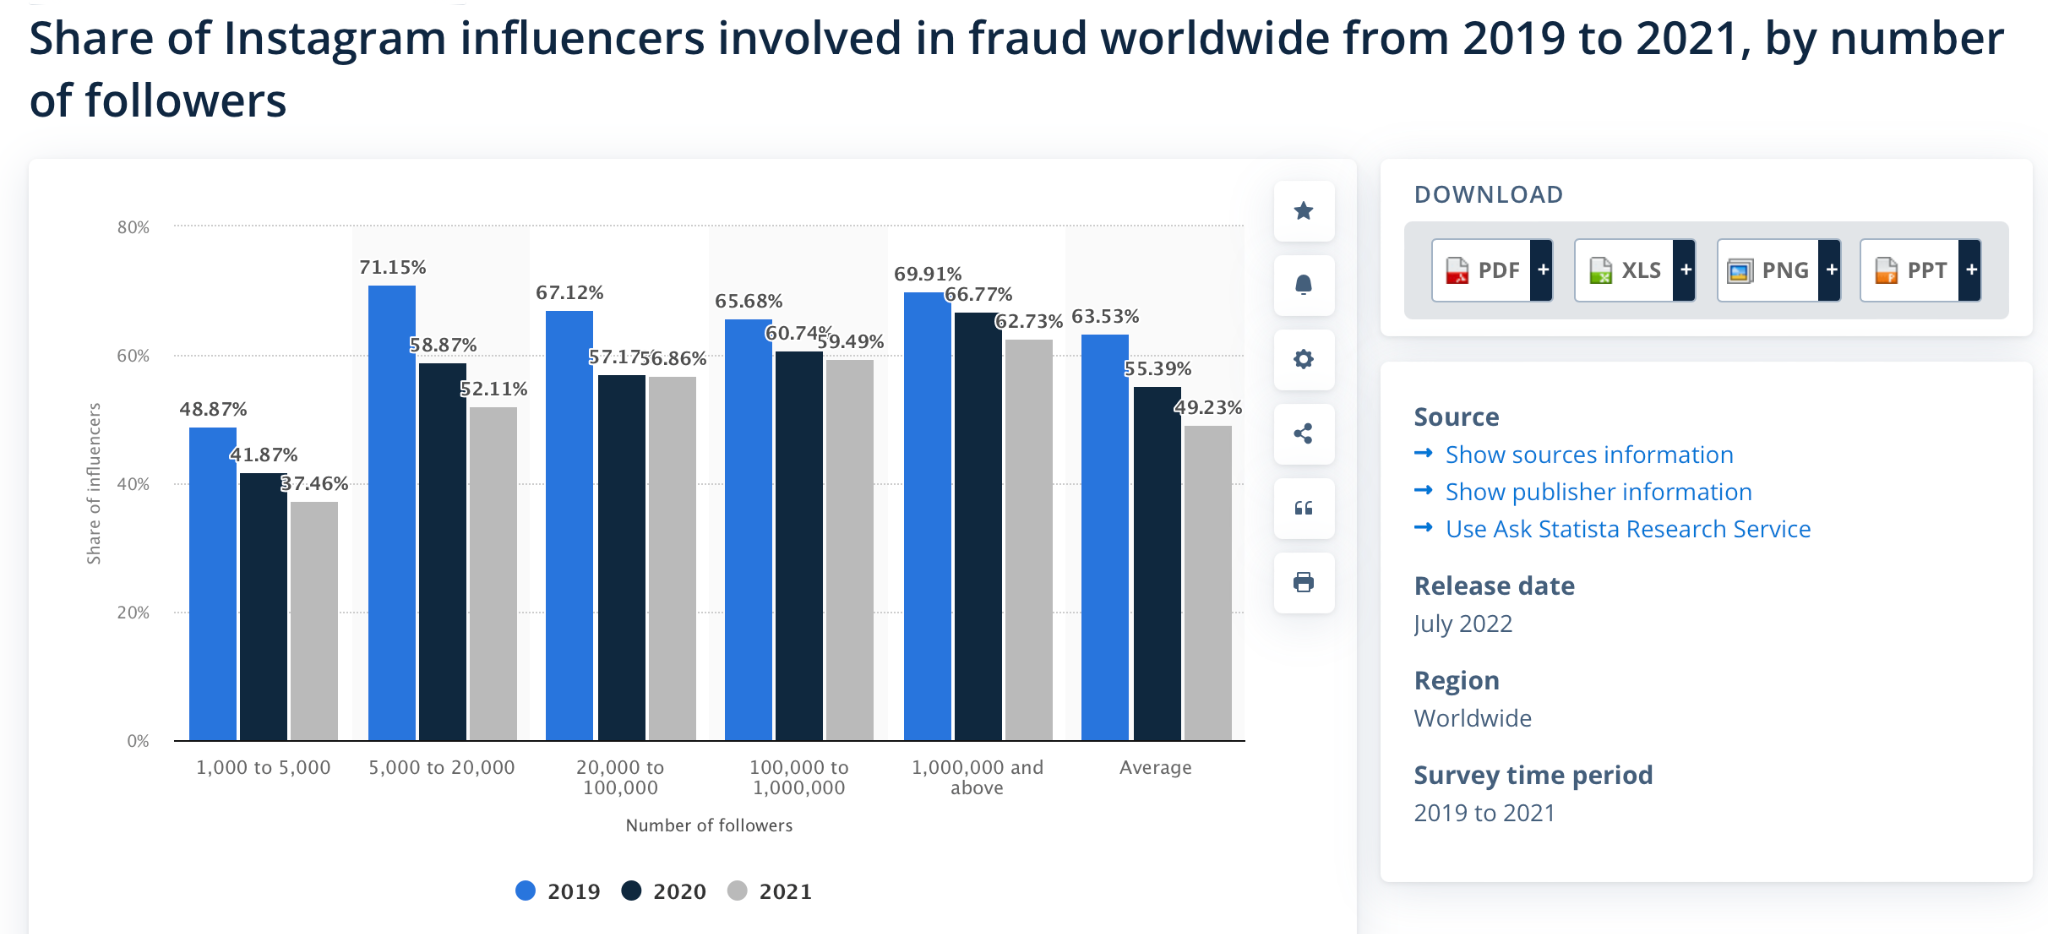 Share of Instagram influencers involved in fraud worldwide from 2019 to 2021, by number
of followers
80%
60%
40%
20%
0%
Share of influencers
48.87%
41.87%
37.46%
71.15%
58.87%
52.11%
67.12%
57.17%
56.86%
65.68%
60.74%
59.49%
69.91%
66.77%
62.73%
63.53%
55.39%
49.23%
1,000 to 5,000
5,000 to 20,000
20,000 to
100,000
100,000 to
1,000,000
1,000,000 and
above
Average
Number of followers
2019 2020 2021
DOWNLOAD
PDF + XLS + PNG + PPT +
Source
→ Show sources information
→ Show publisher information
→ Use Ask Statista Research Service
Release date
July 2022
Region
Worldwide
Survey time period
2019 to 2021